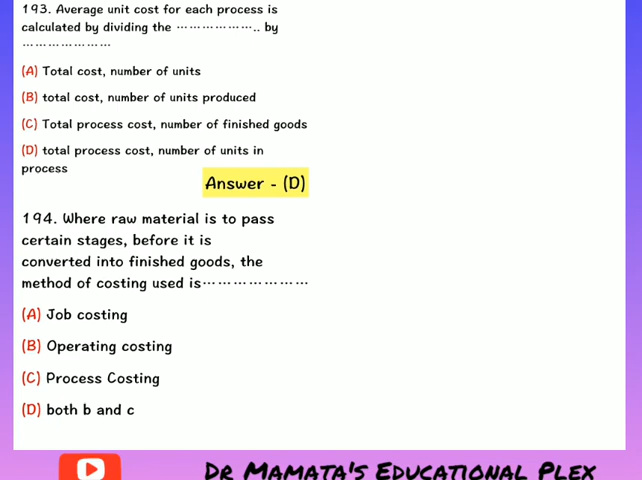 193. Average unit cost for each process is
calculated by dividing the ………………… by
…………………
(A) Total cost, number of units
(B) total cost, number of units produced
(C) Total process cost, number of finished goods
(D) total process cost, number of units in
process
Answer - (D)
194. Where raw material is to pass
certain stages, before it is
converted into finished goods, the
method of costing used is…………………
(A) Job costing
(B) Operating costing
(C) Process Costing
(D) both b and c
DR MAMATA'S EDUCATIONAL PLEX